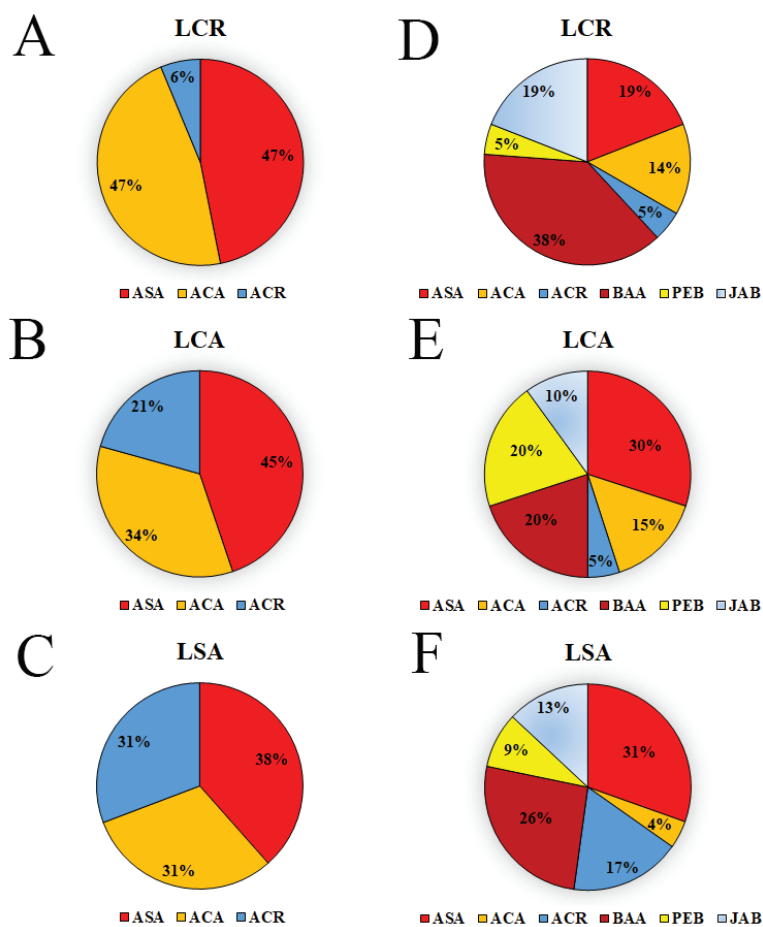 A
LCR
6%
47%
47%
ASA ACA ACR
D
LCR
19%
19%
14%
5%
5%
38%
ASA ACA ACR BAA PEB JAB
B
LCA
21%
45%
34%
ASA ACA ACR
E
LCA
10%
30%
20%
20%
15%
5%
ASA ACA ACR BAA PEB JAB
C
LSA
31%
38%
31%
ASA ACA ACR
F
LSA
13%
31%
9%
26%
4%
17%
ASA ACA ACR BAA PEB JAB